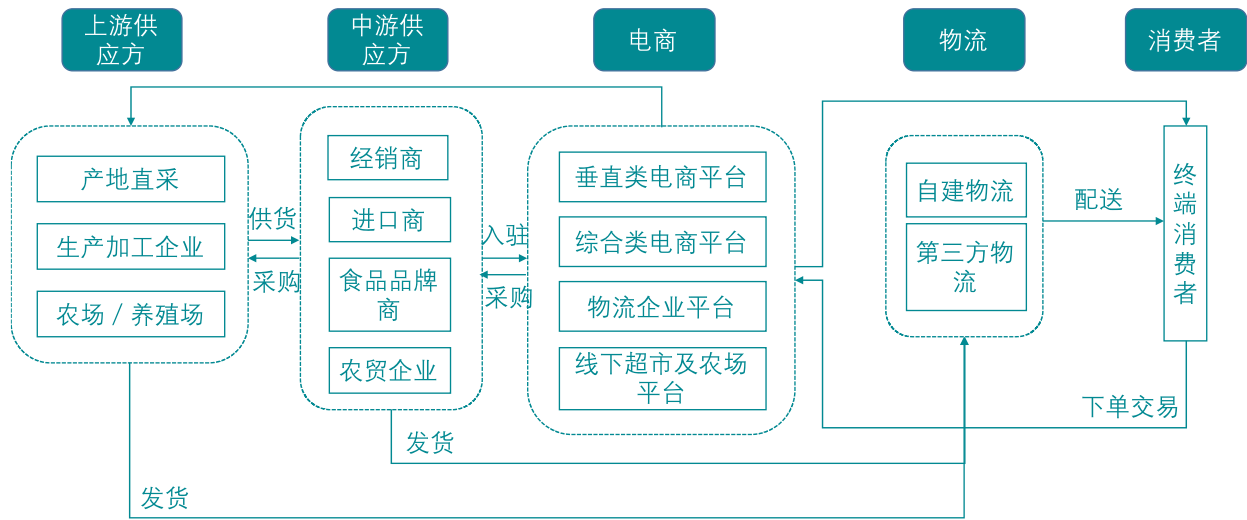 上游供
应方
中游供
应方
电商
物流
消费者
产地直采
生产加工企业
农场 / 养殖场
供货
采购
经销商
进口商
食品品牌
商
农贸企业
入驻
采购
垂直类电商平台
综合类电商平台
物流企业平台
线下超市及农场
平台
自建物流
第三方物
流
配送
终
端
消
费
者
下单交易
发货
发货